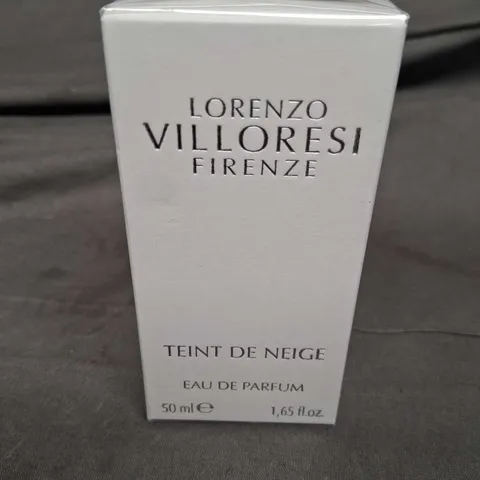 LORENZO
VILLORESI
FIRENZE
TEINT DE NEIGE
EAU DE PARFUM
50 ml ℮ 1,65 fl.oz.